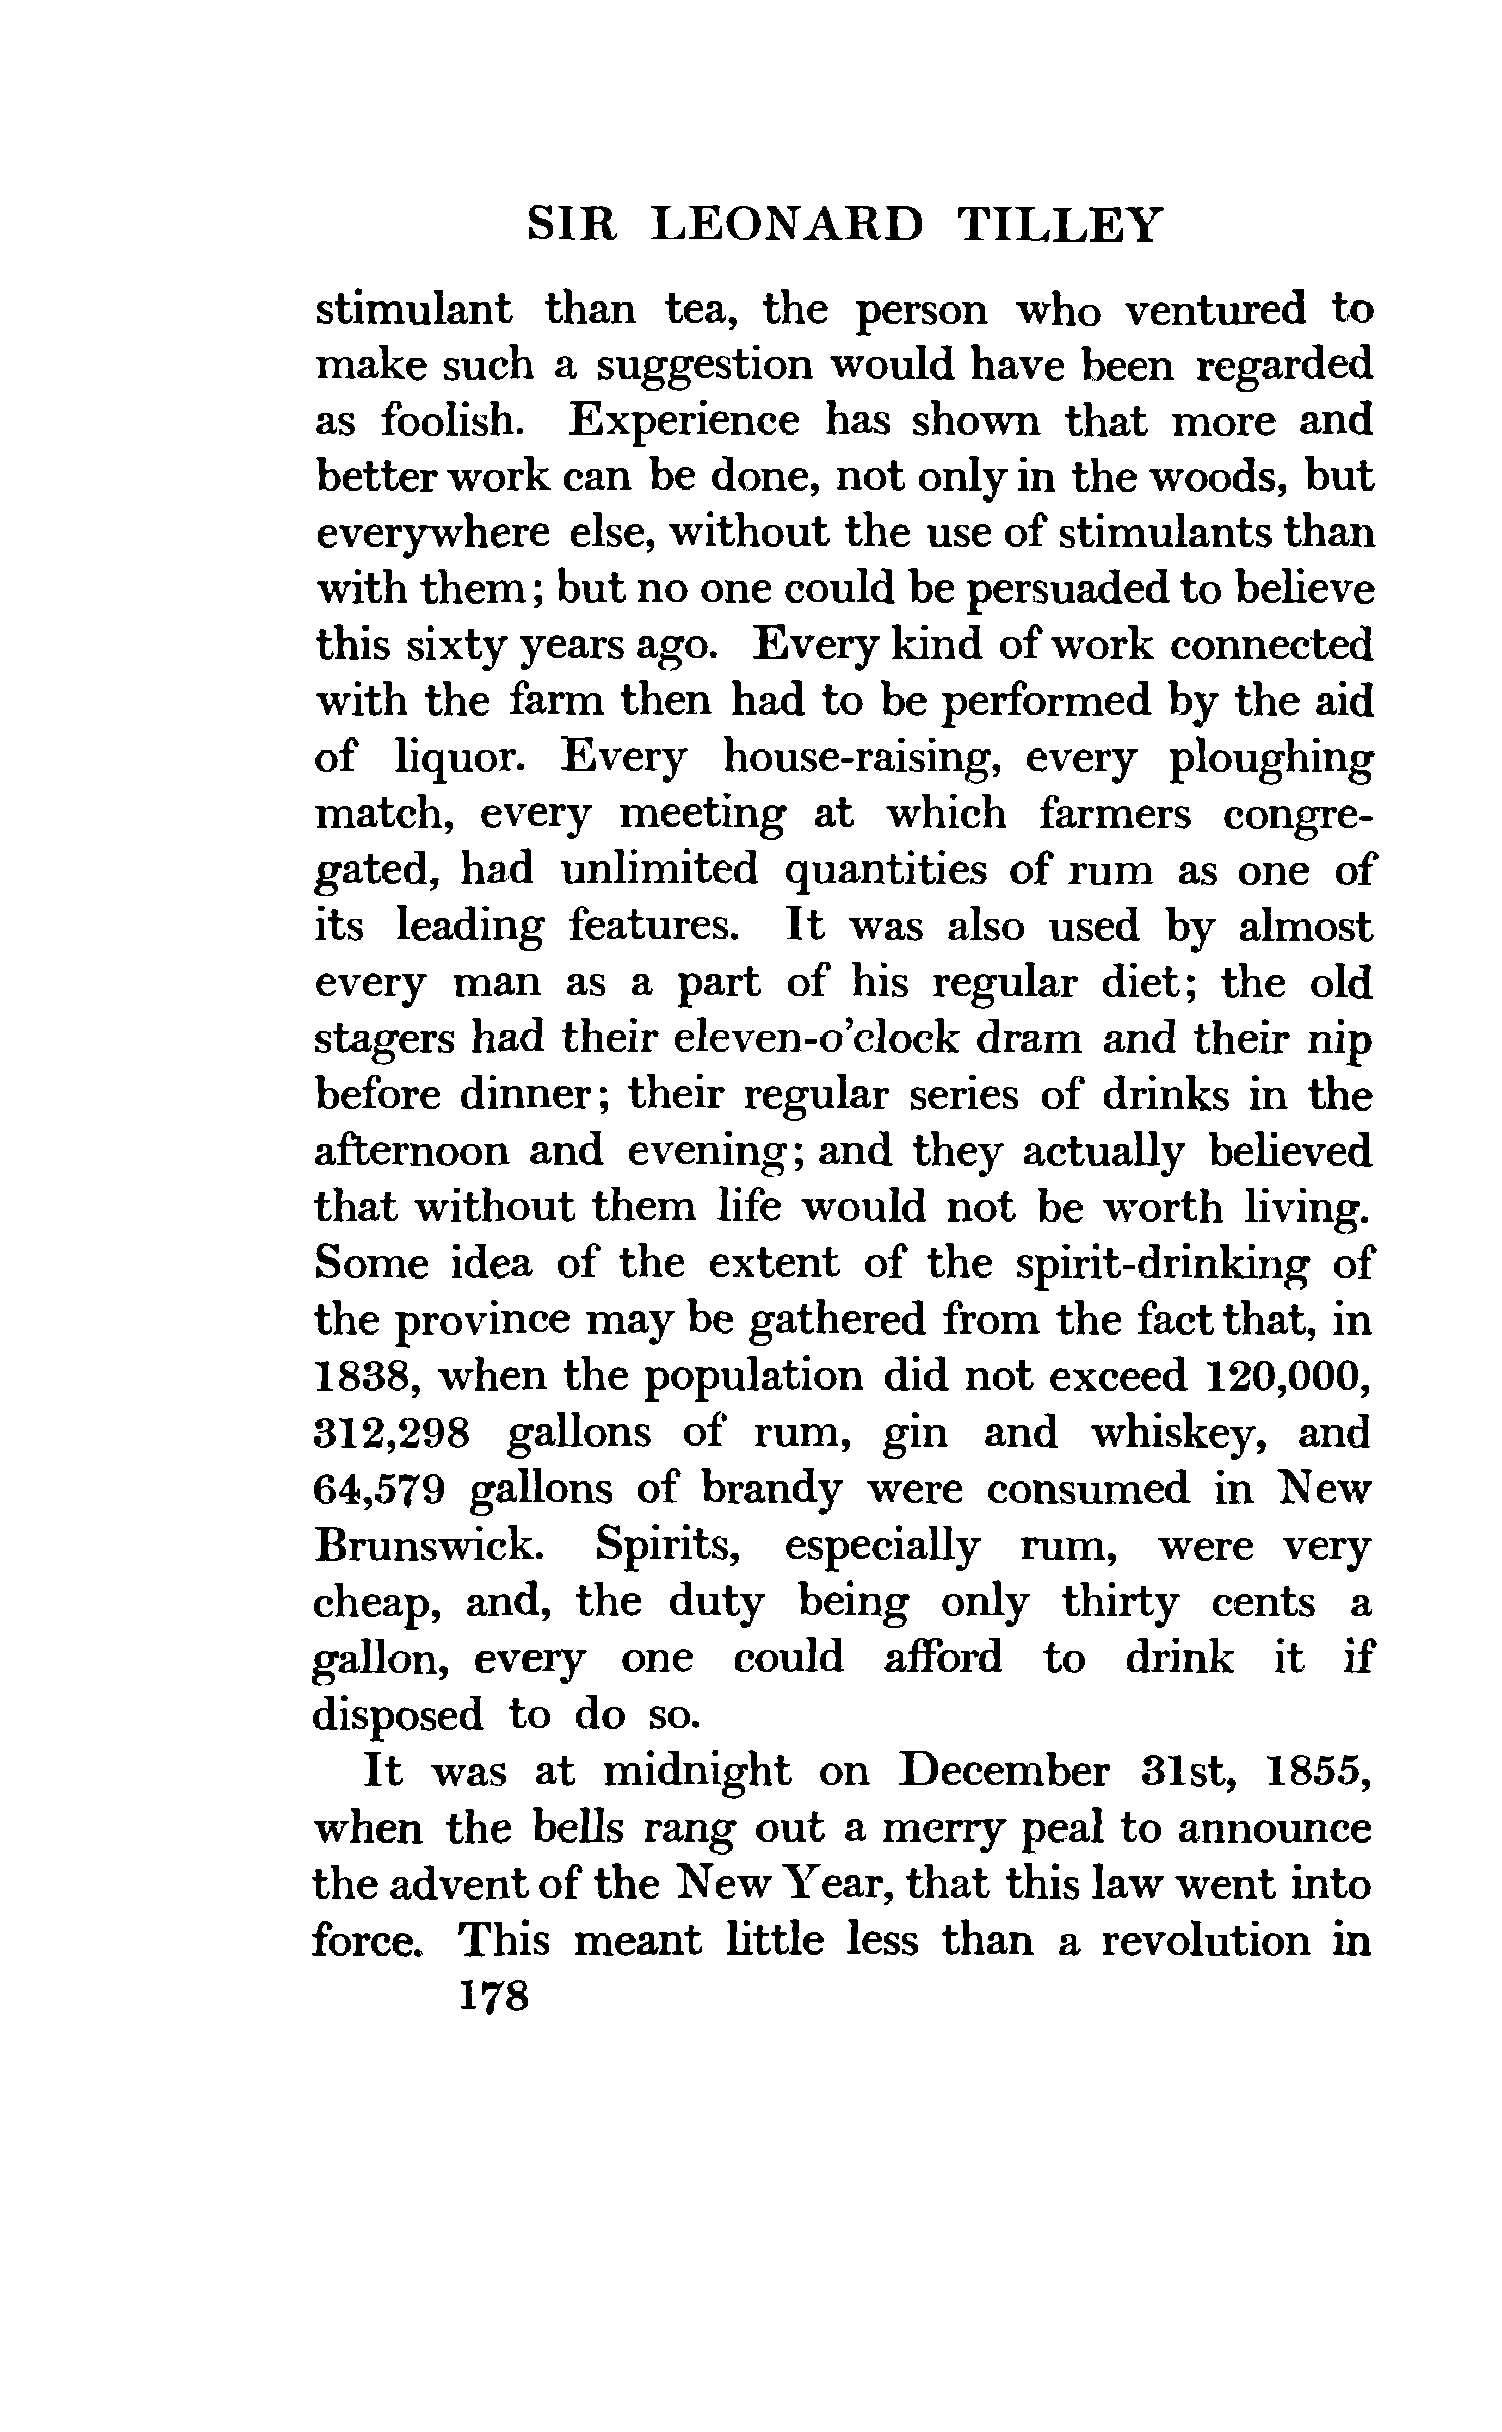 SIR LEONARD TILLEY
stimulant than tea, the person who ventured to
make such a suggestion would have been regarded
as foolish. Experience has shown that more and
better work can be done, not only in the woods, but
everywhere else, without the use of stimulants than
with them; but no one could be persuaded to believe
this sixty years ago. Every kind of work connected
with the farm then had to be performed by the aid
of liquor. Every house-raising, every ploughing
match, every meeting at which farmers congre-
gated, had unlimited quantities of rum as one of
its leading features. It was also used by almost
every man as a part of his regular diet; the old
stagers had their eleven-o'clock dram and their nip
before dinner; their regular series of drinks in the
afternoon and evening; and they actually believed
that without them life would not be worth living.
Some idea of the extent of the spirit-drinking of
the province may be gathered from the fact that, in
1838, when the population did not exceed 120,000,
312,298 gallons of rum, gin and whiskey, and
64,579 gallons of brandy were consumed in New
Brunswick. Spirits, especially rum, were very
cheap, and, the duty being only thirty cents a
gallon, every one could afford to drink it if
disposed to do so.
It was at midnight on December 31st, 1855,
when the bells rang out a merry peal to announce
the advent of the New Year, that this law went into
force. This meant little less than a revolution in
178